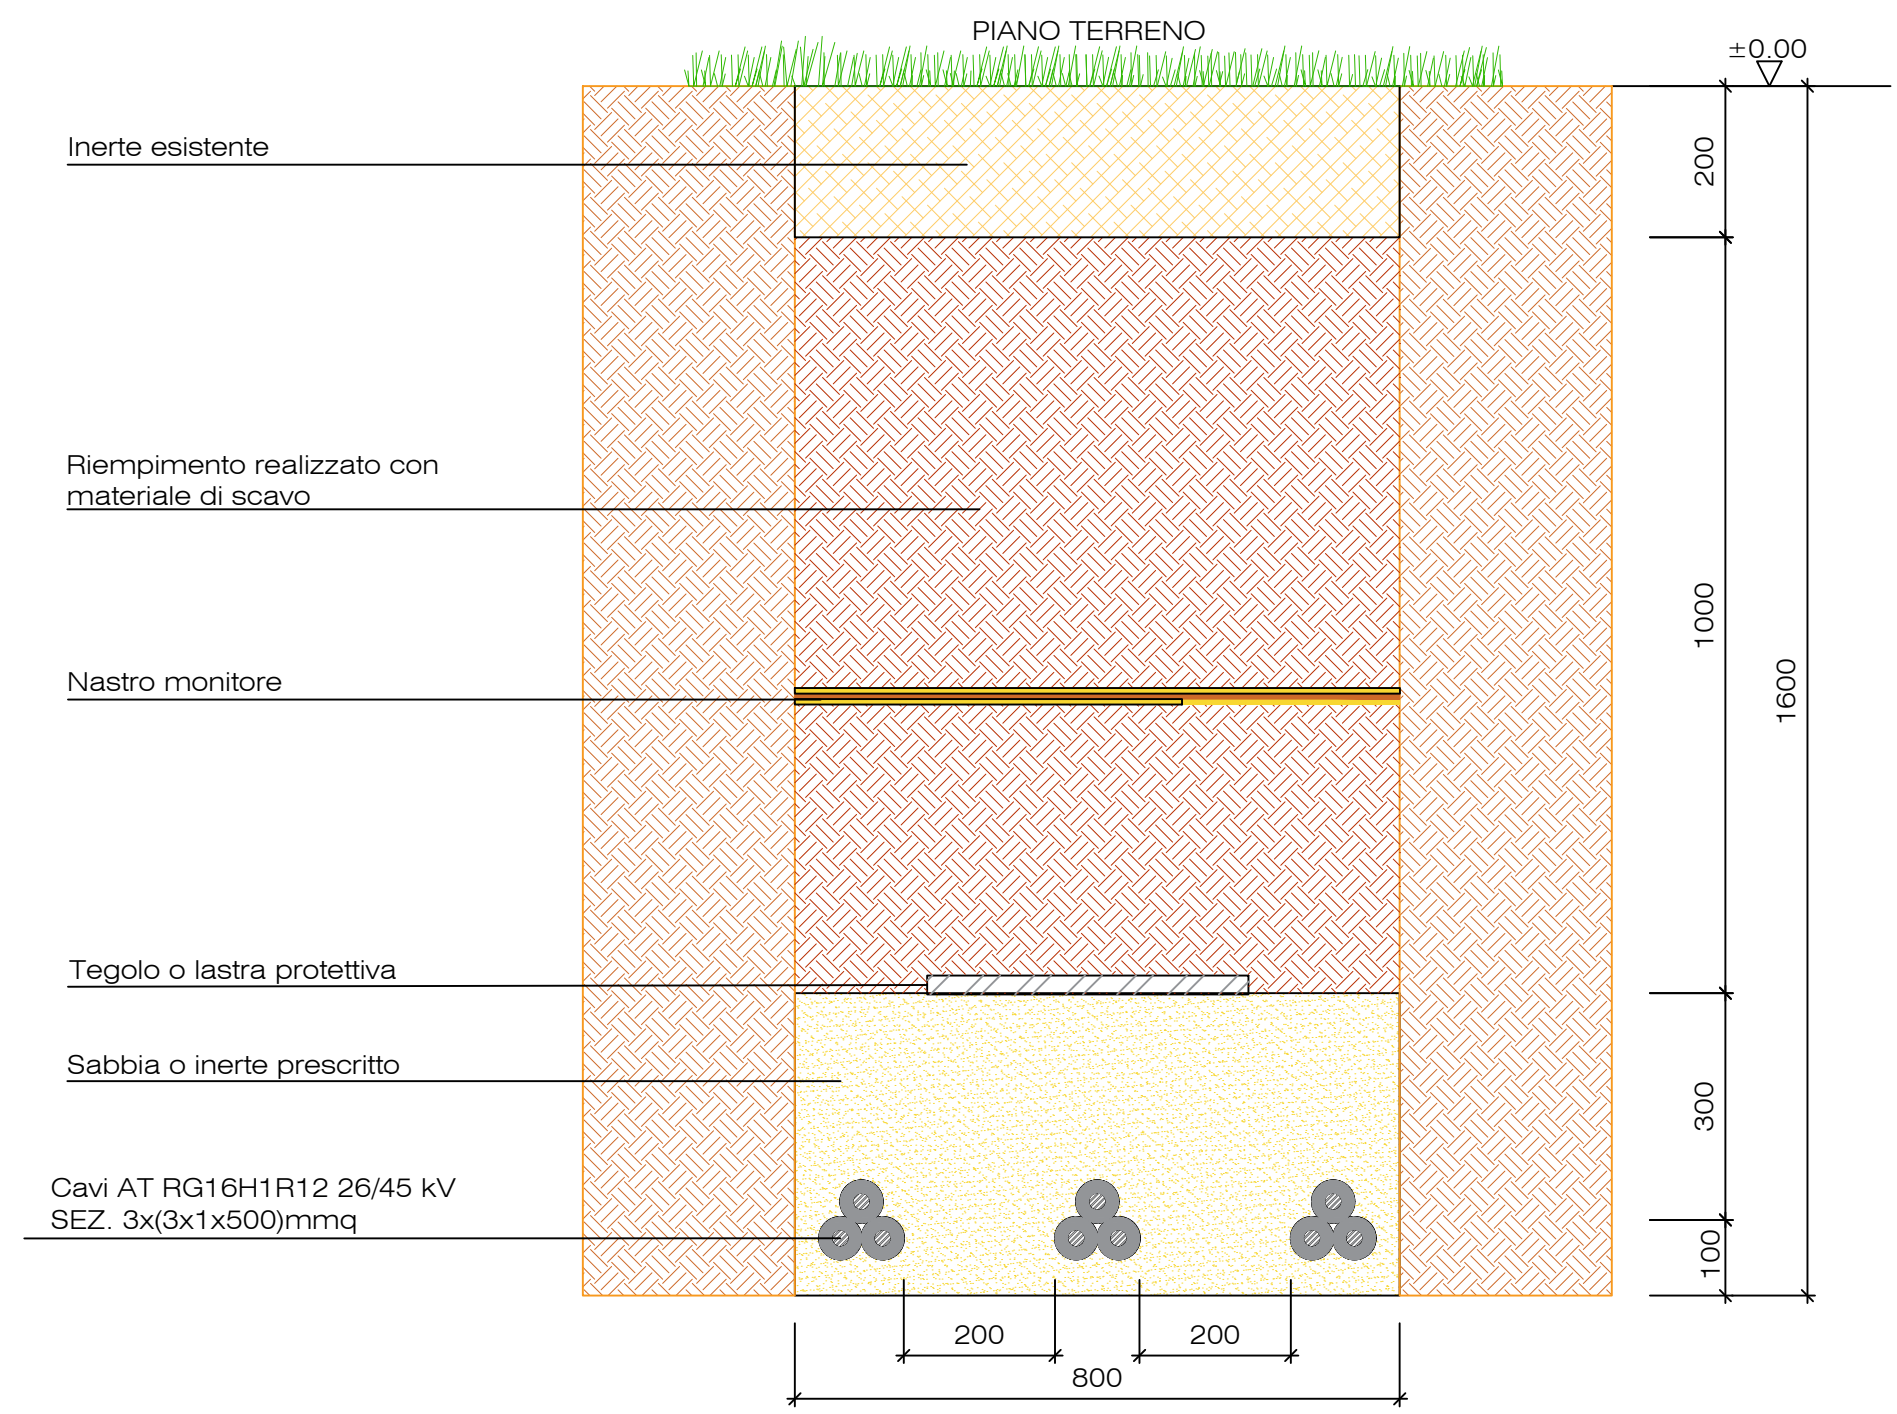 PIANO TERRENO
±0.00
Inerte esistente
200
Riempimento realizzato con
materiale di scavo
1000
Nastro monitore
1600
Tegolo o lastra protettiva
Sabbia o inerte prescritto
300
Cavi AT RG16H1R12 26/45 kV
SEZ. 3x(3x1x500)mmq
100
200
200
800